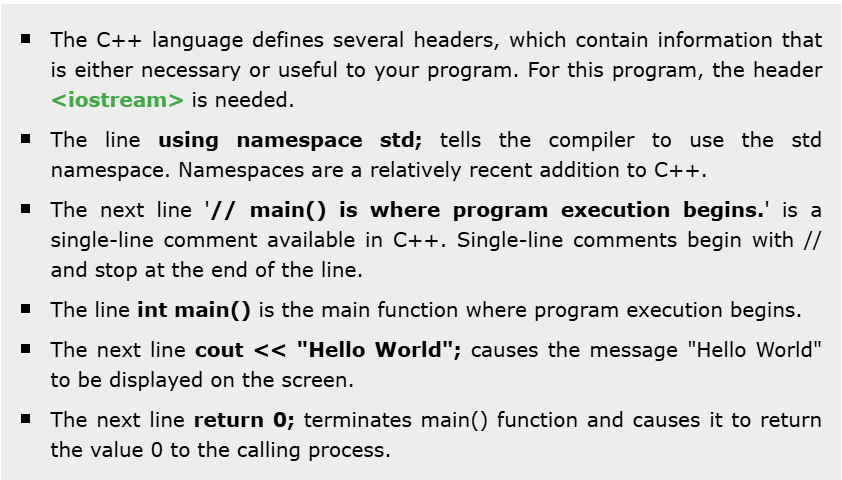 The C++ language defines several headers, which contain information that
is either necessary or useful to your program. For this program, the header
<iostream> is needed.
The line using namespace std; tells the compiler to use the std
namespace. Namespaces are a relatively recent addition to C++.
The next line '// main() is where program execution begins.' is a
single-line comment available in C++. Single-line comments begin with //
and stop at the end of the line.
The line int main() is the main function where program execution begins.
The next line cout << "Hello World"; causes the message "Hello World"
to be displayed on the screen.
The next line return 0; terminates main() function and causes it to return
the value 0 to the calling process.